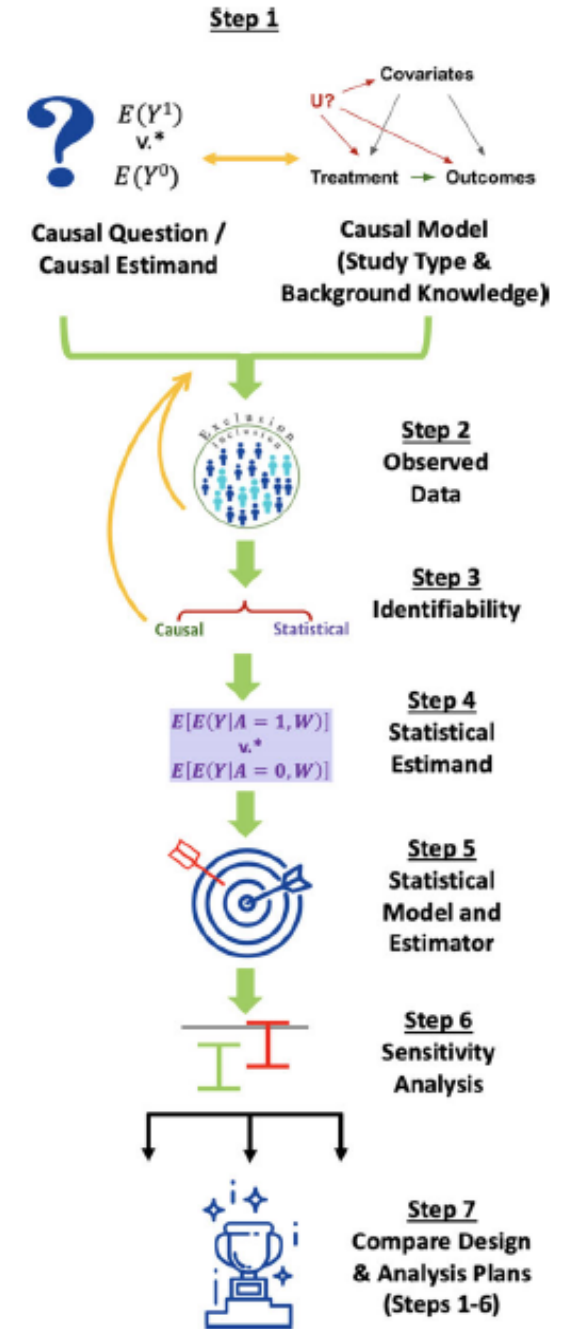 Step 1
E(Y¹)
v.*
E(Y⁰)
Causal Question /
Causal Estimand
Covariates
U?
Treatment
Outcomes
Causal Model
(Study Type &
Background Knowledge)
Exclusion
Inclusion
Step 2
Observed
Data
Step 3
Identifiability
Causal
Statistical
E[E(Y|A = 1, W)]
v.*
E[E(Y|A = 0, W)]
Step 4
Statistical
Estimand
Step 5
Statistical
Model and
Estimator
Step 6
Sensitivity
Analysis
Step 7
Compare Design
& Analysis Plans
(Steps 1-6)